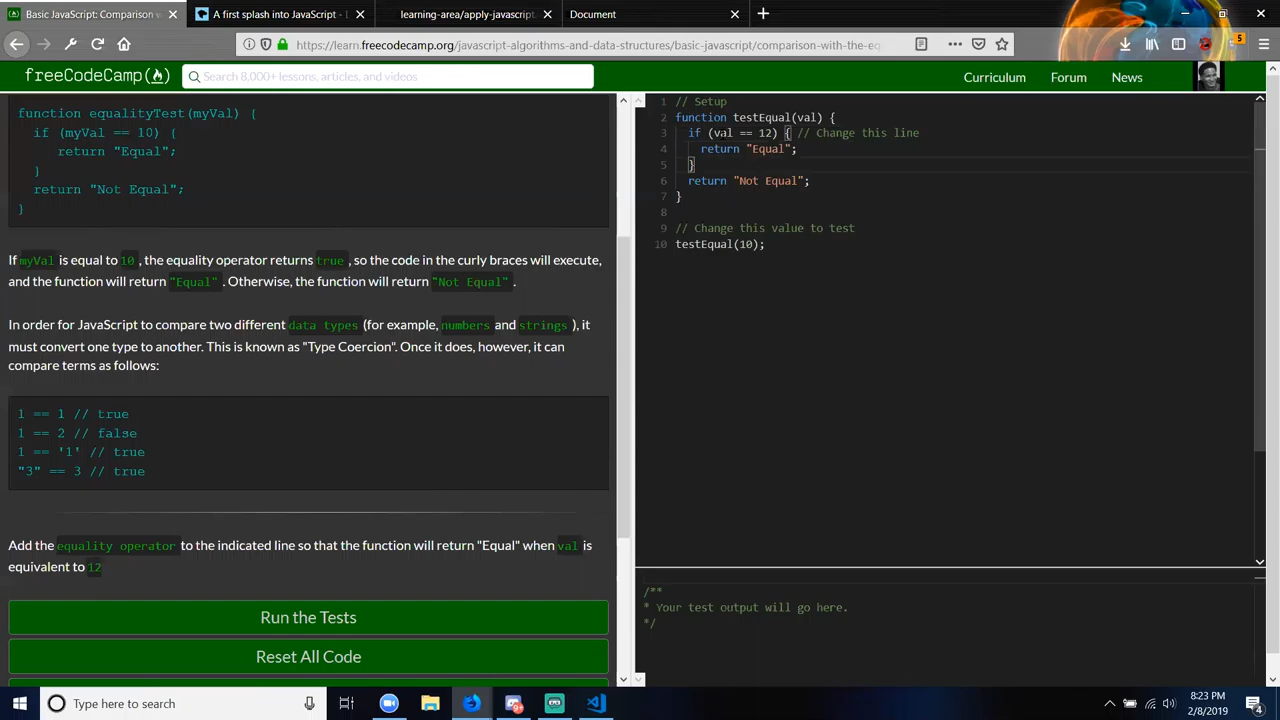 Basic JavaScript: Comparison w
A first splash into JavaScript - L
learning-area/apply-javascript.
Document
https://learn.freecodecamp.org/javascript-algorithms-and-data-structures/basic-javascript/comparison-with-the-eq
5
freeCodeCamp
Search 8,000+ lessons, articles, and videos
Curriculum
Forum
News
function equalityTest(myVal) {
if (myVal == 10) {
return "Equal";
}
return "Not Equal";
}
If myVal is equal to 10 , the equality operator returns true , so the code in the curly braces will execute,
and the function will return "Equal" . Otherwise, the function will return "Not Equal" .
In order for JavaScript to compare two different data types (for example, numbers and strings ), it
must convert one type to another. This is known as "Type Coercion". Once it does, however, it can
compare terms as follows:
1 == 1 // true
1 == 2 // false
1 == '1' // true
"3" == 3 // true
Add the equality operator to the indicated line so that the function will return "Equal" when val is
equivalent to 12
Run the Tests
Reset All Code
1 // Setup
2 function testEqual(val) {
3 if (val == 12) { // Change this line
4 return "Equal";
5 }
6 return "Not Equal";
7 }
8
9 // Change this value to test
10 testEqual(10);
/**
* Your test output will go here.
*/
Type here to search
8:23 PM
2/8/2019
4